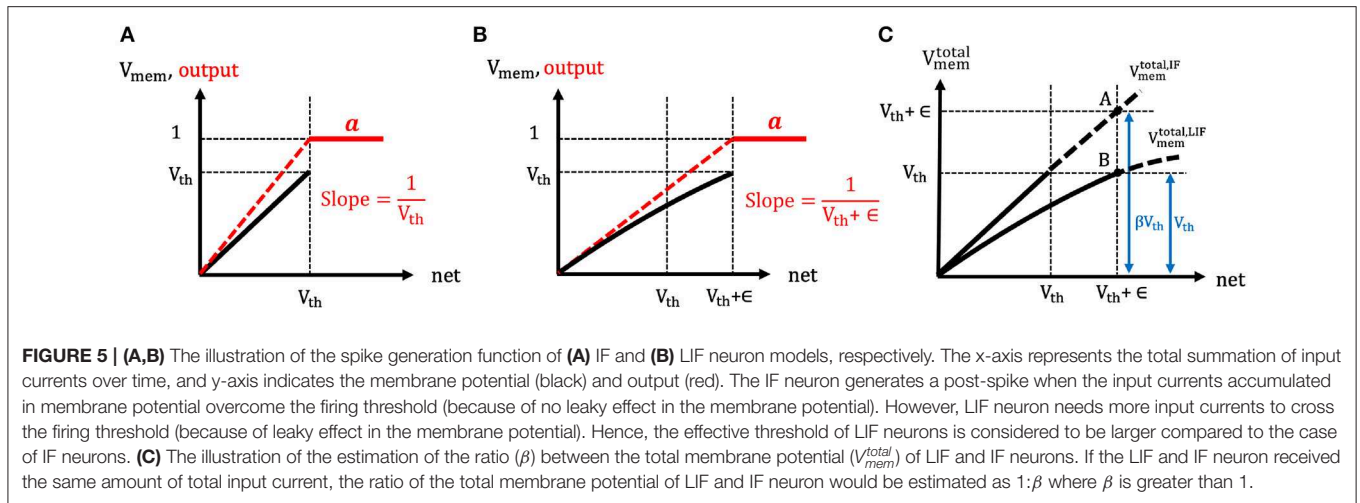 A
V_mem, output
1
a
V_th
Slope = 1/V_th
net
V_th
B
V_mem, output
1
a
V_th
Slope = 1/(V_th + ∈)
net
V_th
V_th+∈
C
V_mem^total
V_mem^total,IF
A
V_th+ ∈
V_mem^total,LIF
B
V_th
βV_th
V_th
net
V_th
V_th+ ∈
FIGURE 5 | (A,B) The illustration of the spike generation function of (A) IF and (B) LIF neuron models, respectively. The x-axis represents the total summation of input
currents over time, and y-axis indicates the membrane potential (black) and output (red). The IF neuron generates a post-spike when the input currents accumulated
in membrane potential overcome the firing threshold (because of no leaky effect in the membrane potential). However, LIF neuron needs more input currents to cross
the firing threshold (because of leaky effect in the membrane potential). Hence, the effective threshold of LIF neurons is considered to be larger compared to the case
of IF neurons. (C) The illustration of the estimation of the ratio (β) between the total membrane potential (V_mem^total) of LIF and IF neurons. If the LIF and IF neuron received
the same amount of total input current, the ratio of the total membrane potential of LIF and IF neuron would be estimated as 1:β where β is greater than 1.